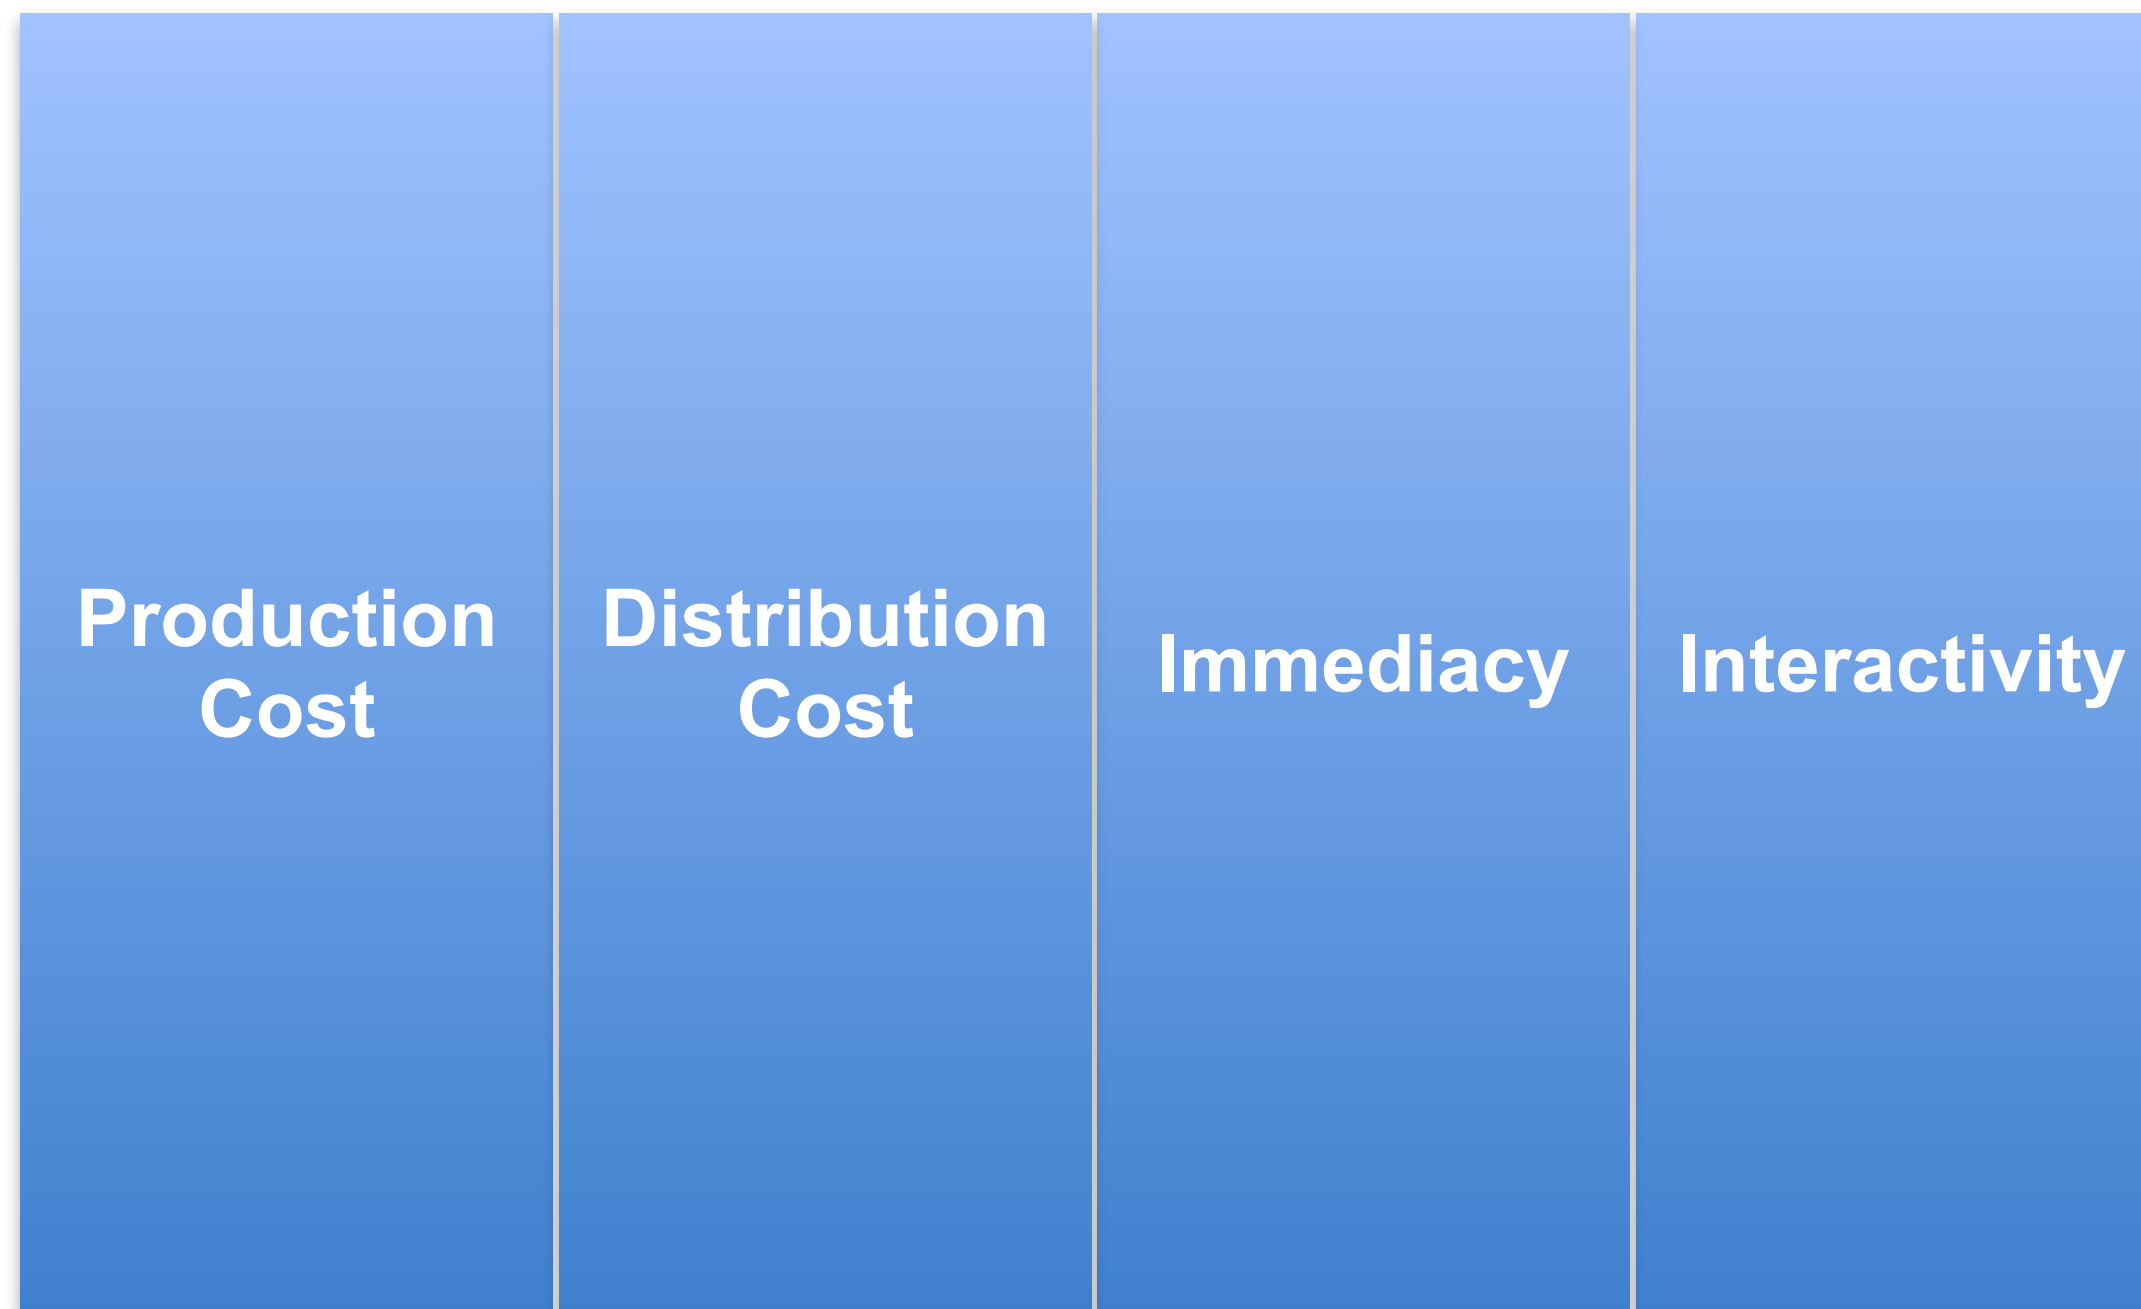 Production
Cost
Distribution
Cost
Immediacy
Interactivity